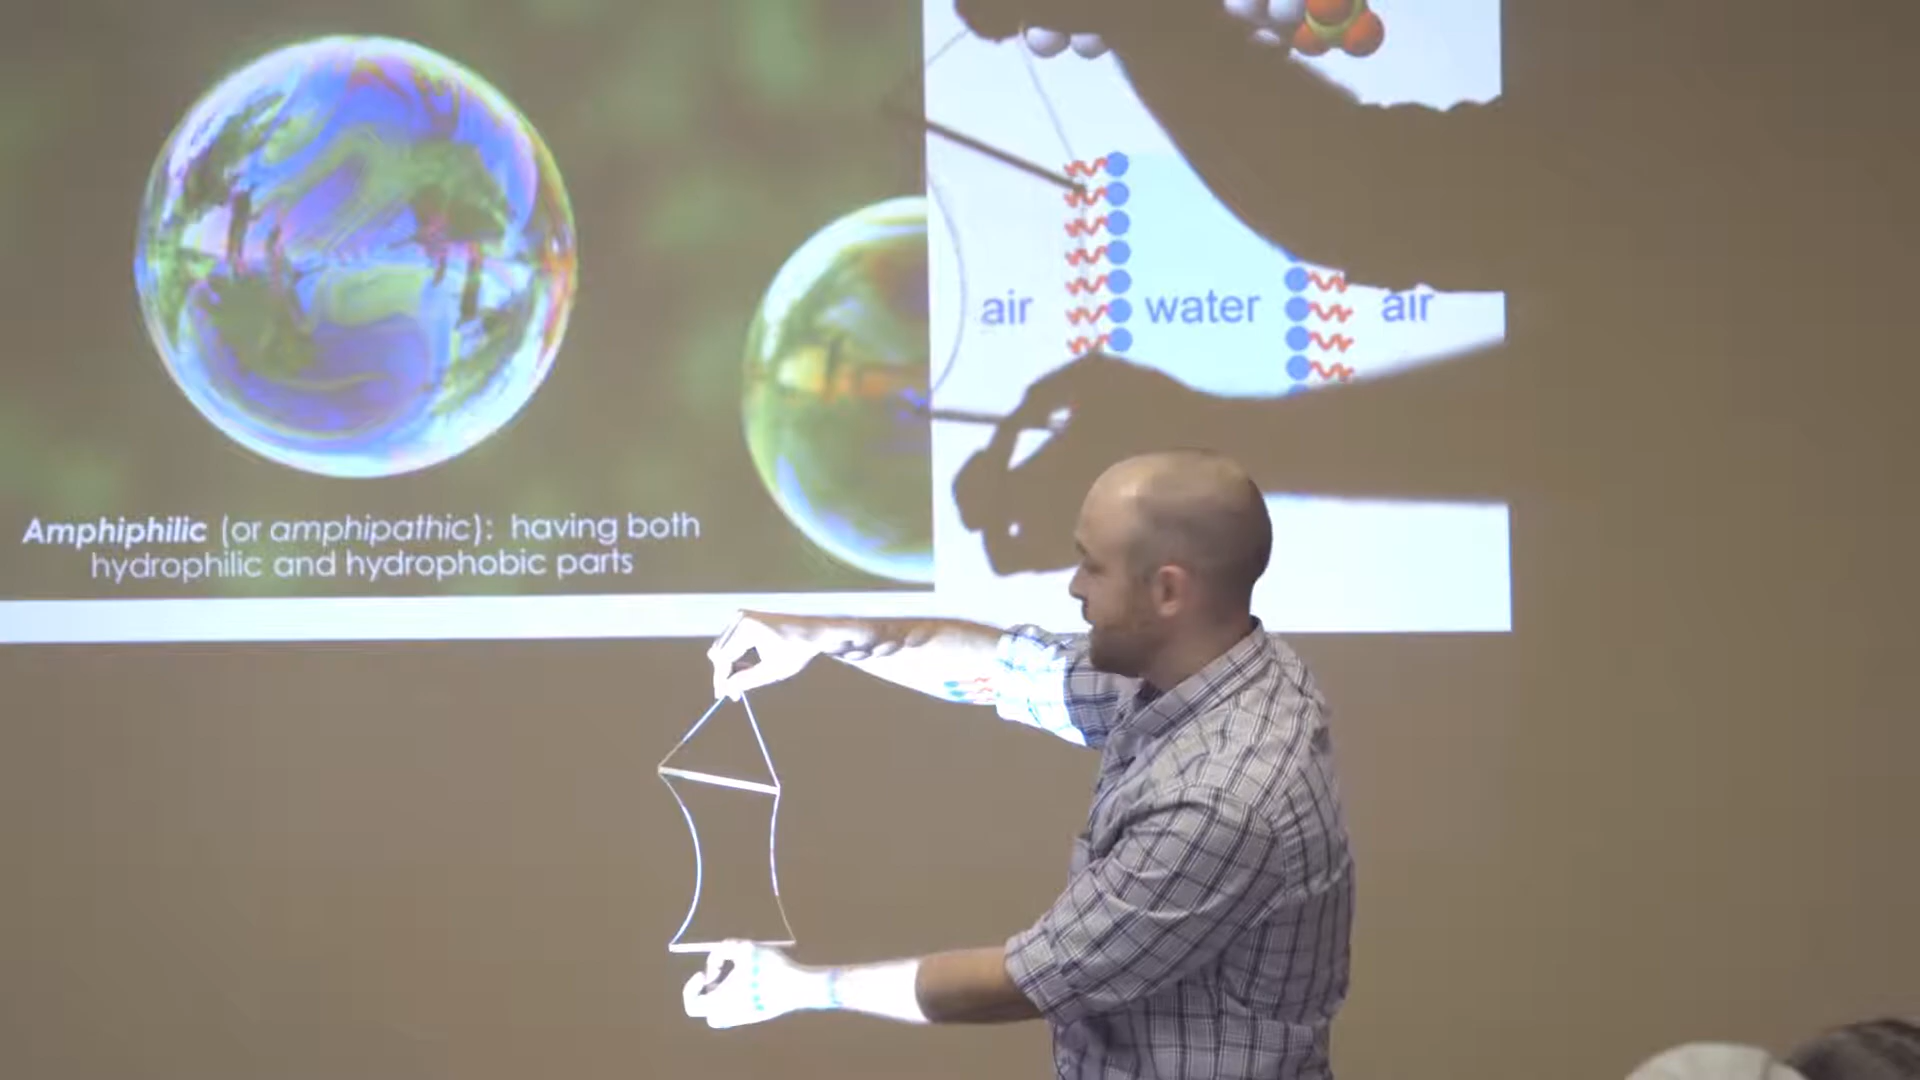 air
water
air
Amphiphilic (or amphipathic): having both
hydrophilic and hydrophobic parts